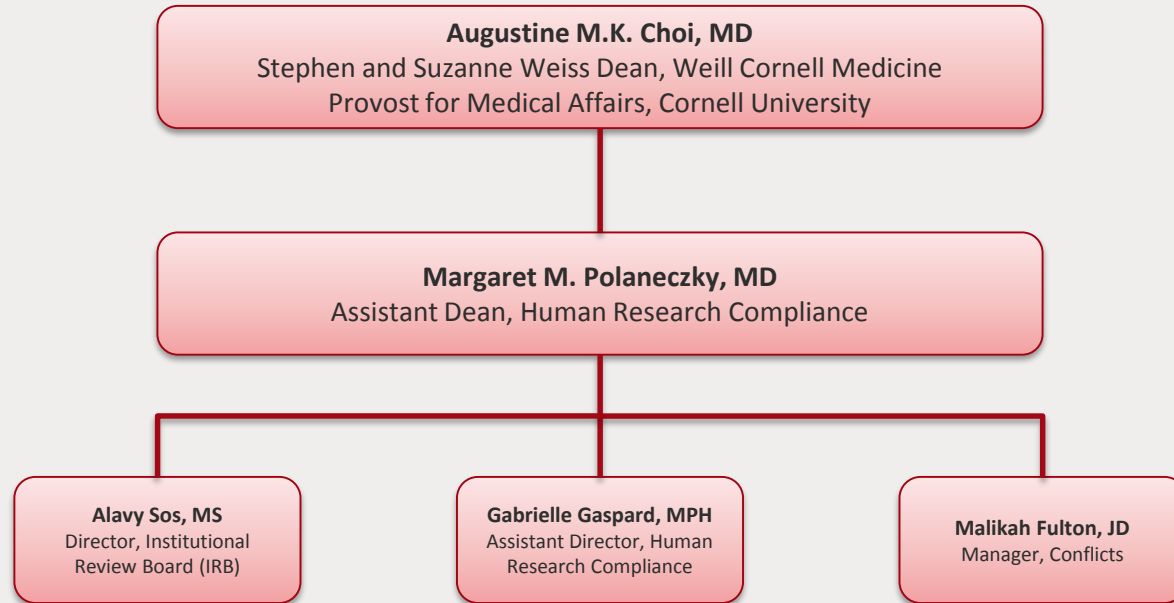 Augustine M.K. Choi, MD
Stephen and Suzanne Weiss Dean, Weill Cornell Medicine
Provost for Medical Affairs, Cornell University
Margaret M. Polaneczky, MD
Assistant Dean, Human Research Compliance
Alavy Sos, MS
Director, Institutional
Review Board (IRB)
Gabrielle Gaspard, MPH
Assistant Director, Human
Research Compliance
Malikah Fulton, JD
Manager, Conflicts